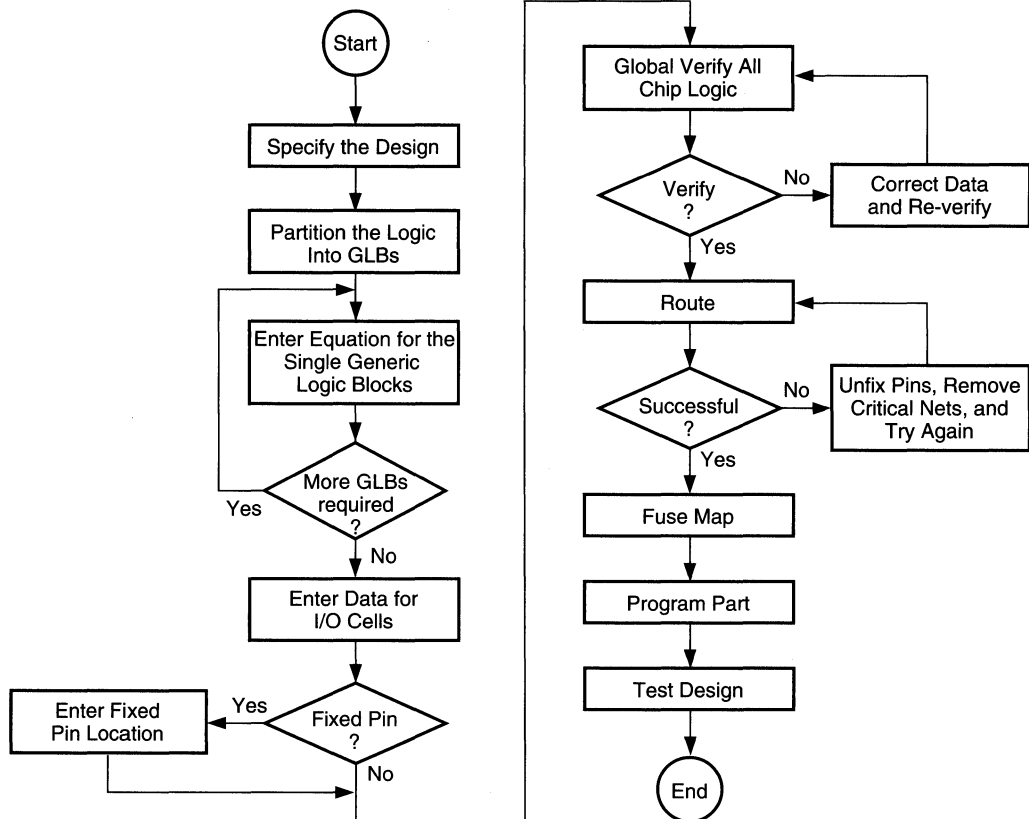 Start
Specify the Design
Partition the Logic
Into GLBs
Enter Equation for the
Single Generic
Logic Blocks
More GLBs
required
?
Yes
No
Enter Data for
I/O Cells
Fixed Pin
?
Yes
Enter Fixed
Pin Location
No
Global Verify All
Chip Logic
Verify
?
No
Correct Data
and Re-verify
Yes
Route
Successful
?
No
Unfix Pins, Remove
Critical Nets, and
Try Again
Yes
Fuse Map
Program Part
Test Design
End